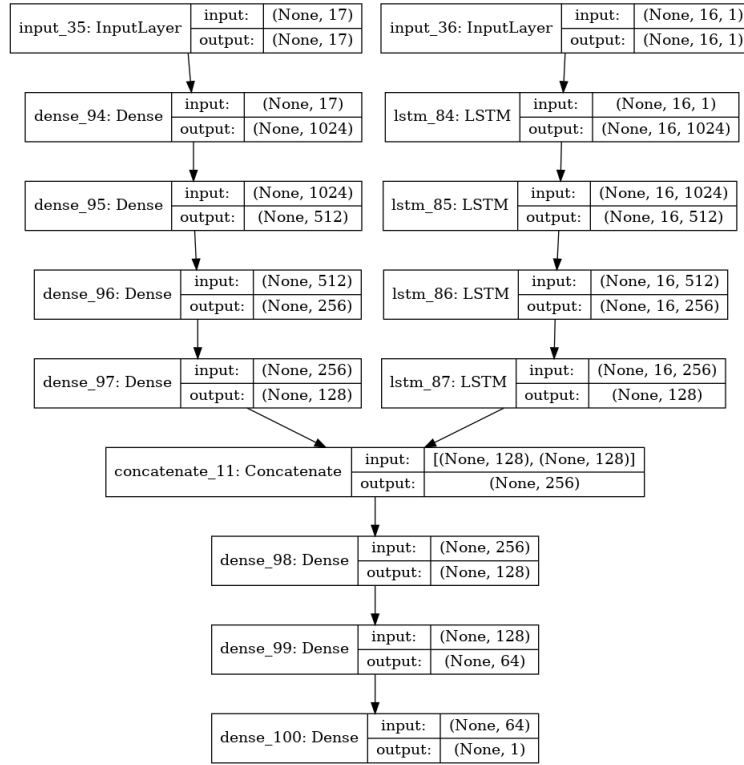 input_35: InputLayer input: (None, 17)
output: (None, 17)
input_36: InputLayer input: (None, 16, 1)
output: (None, 16, 1)
dense_94: Dense input: (None, 17)
output: (None, 1024)
lstm_84: LSTM input: (None, 16, 1)
output: (None, 16, 1024)
dense_95: Dense input: (None, 1024)
output: (None, 512)
lstm_85: LSTM input: (None, 16, 1024)
output: (None, 16, 512)
dense_96: Dense input: (None, 512)
output: (None, 256)
lstm_86: LSTM input: (None, 16, 512)
output: (None, 16, 256)
dense_97: Dense input: (None, 256)
output: (None, 128)
lstm_87: LSTM input: (None, 16, 256)
output: (None, 128)
concatenate_11: Concatenate input: [(None, 128), (None, 128)]
output: (None, 256)
dense_98: Dense input: (None, 256)
output: (None, 128)
dense_99: Dense input: (None, 128)
output: (None, 64)
dense_100: Dense input: (None, 64)
output: (None, 1)